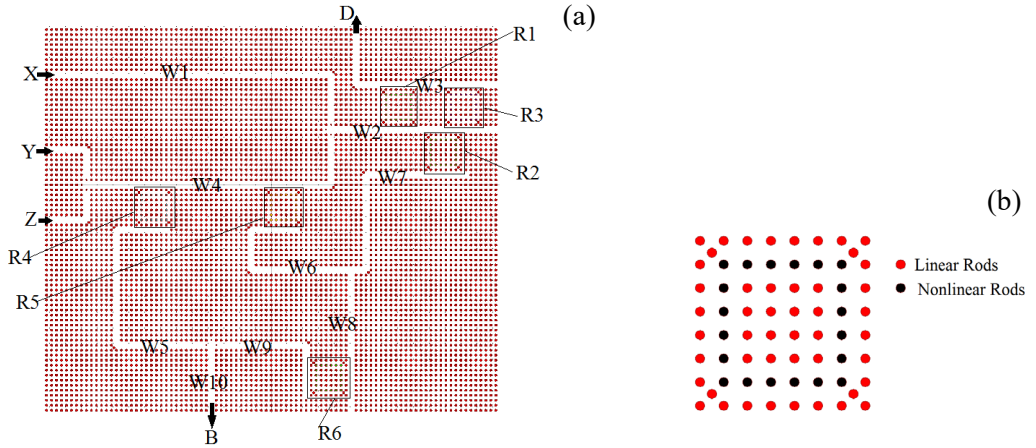 (a)
D
R1
X
W1
W3
R3
W2
Y
R2
W7
W4
Z
R4
W6
R5
W8
W5
W9
W10
B
R6
(b)
Linear Rods
Nonlinear Rods